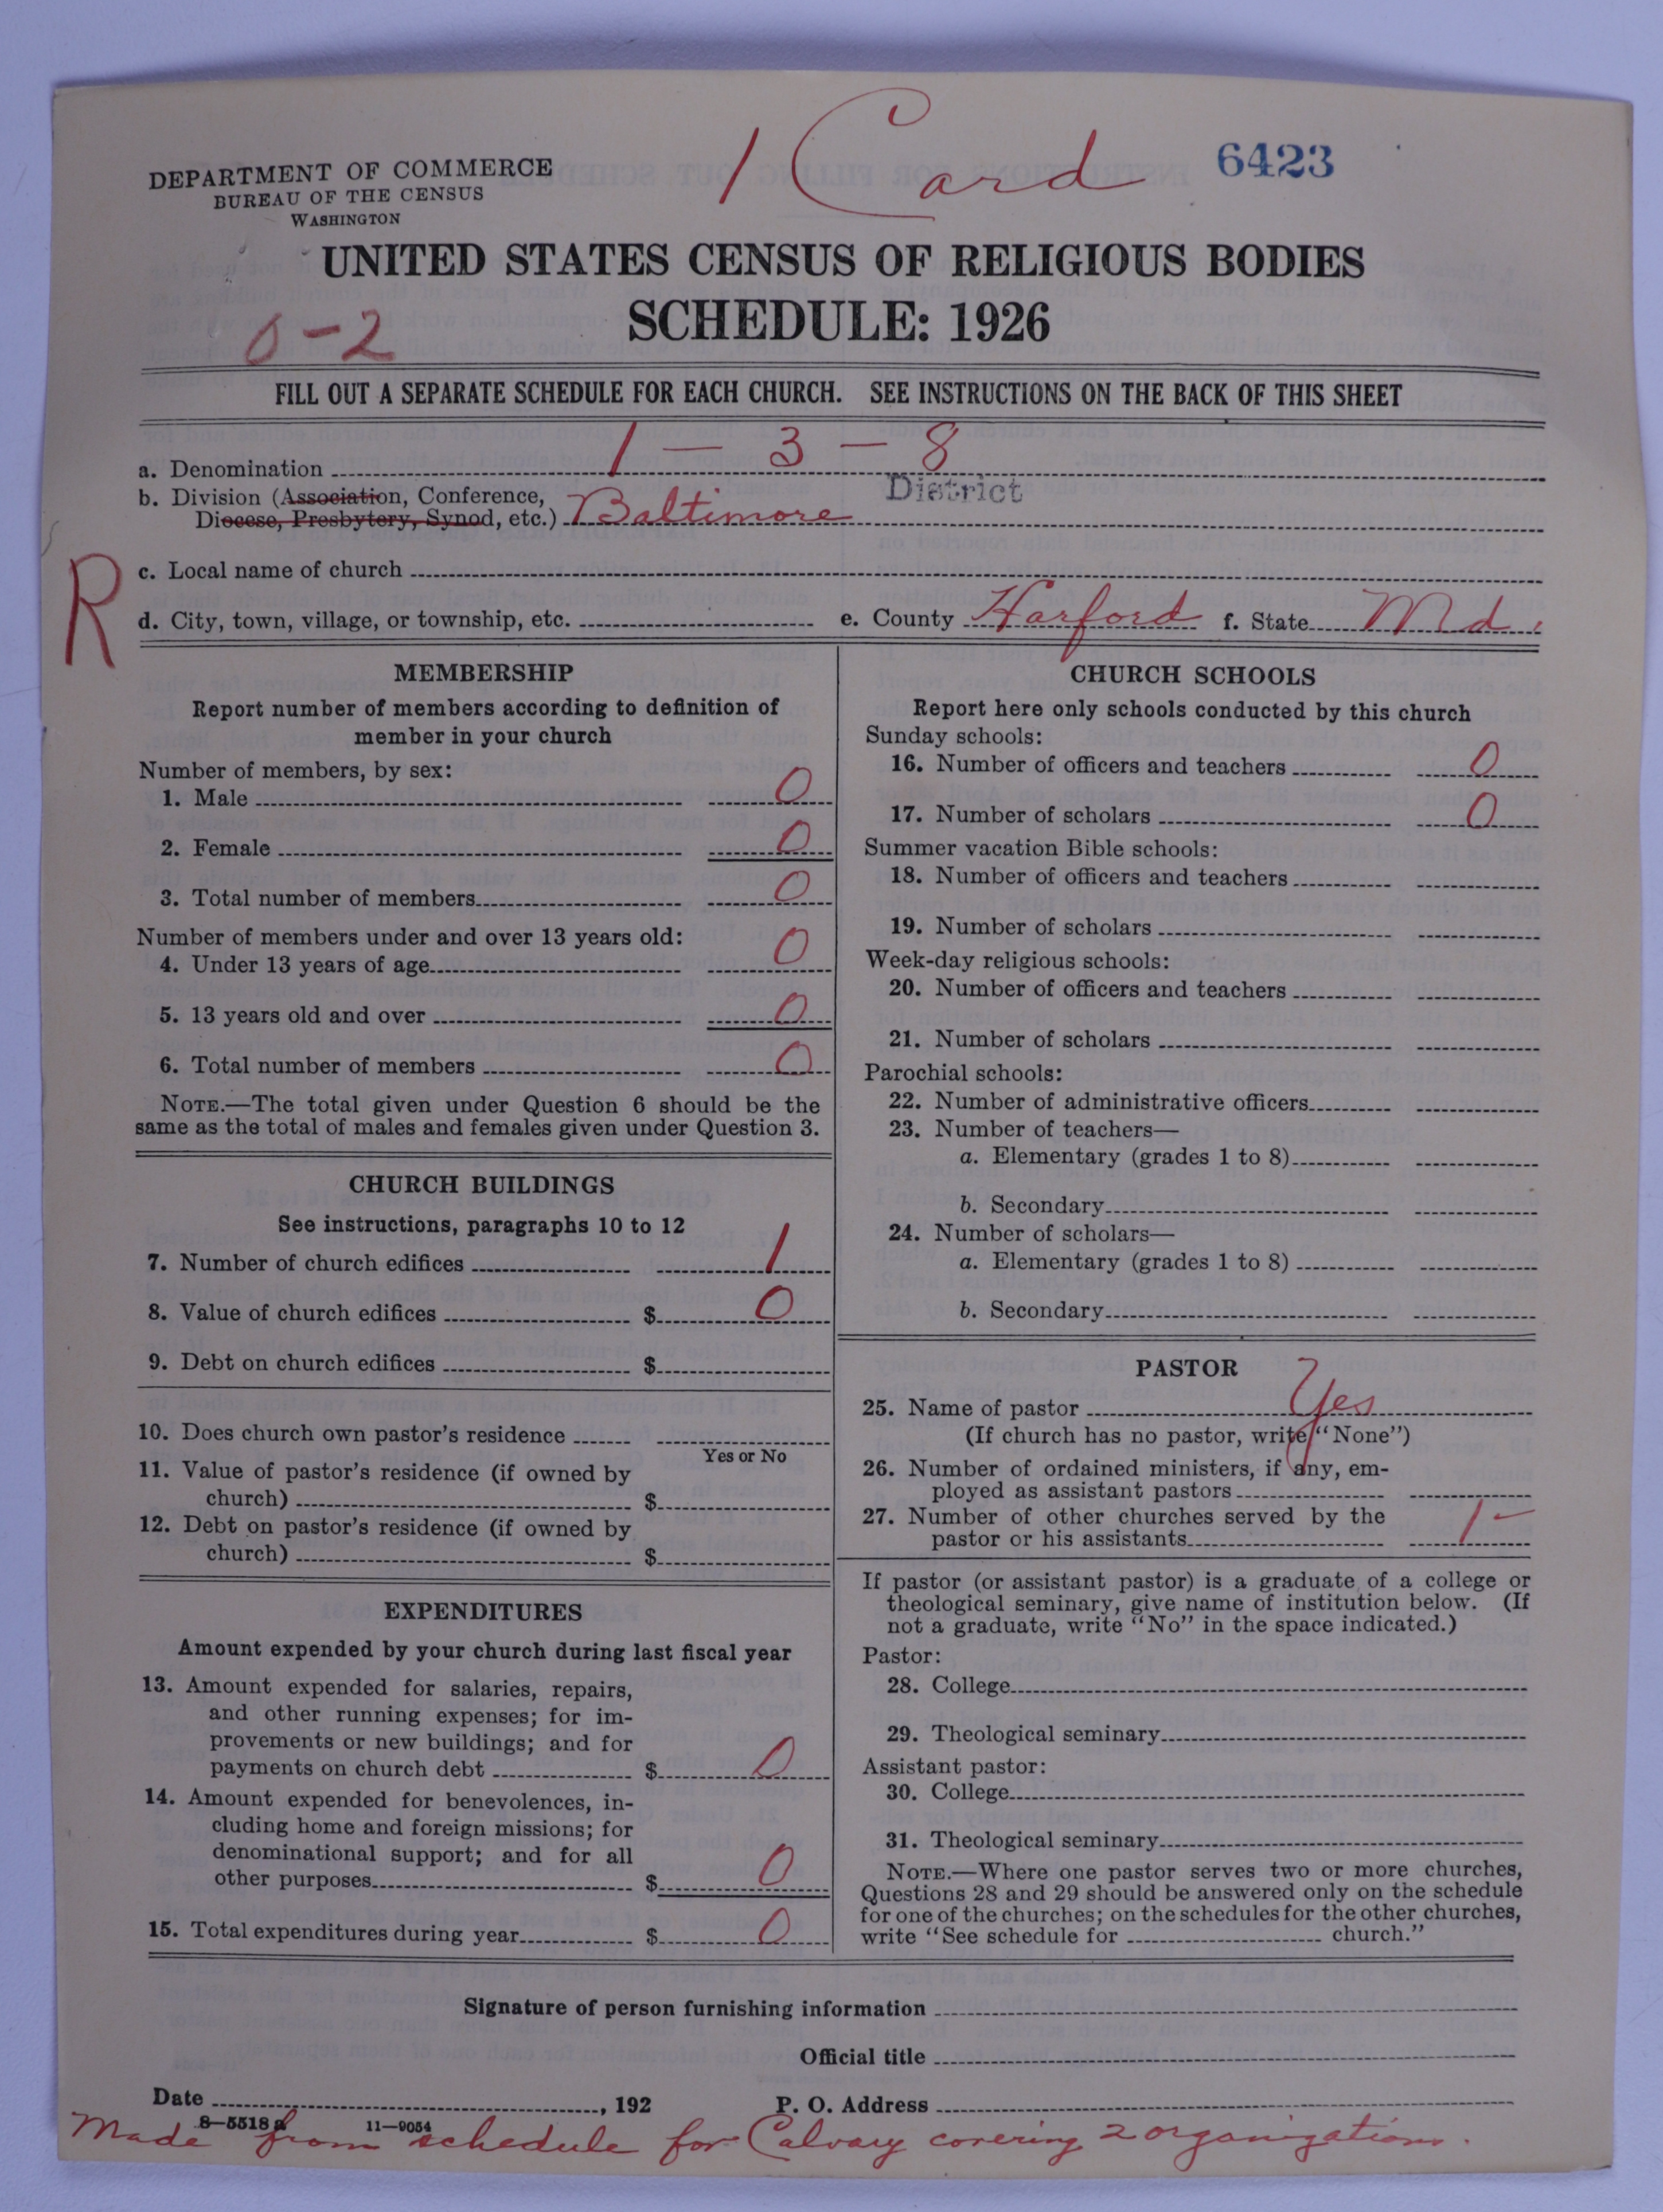 1 Card
6423
DEPARTMENT OF COMMERCE
BUREAU OF THE CENSUS
WASHINGTON
UNITED STATES CENSUS OF RELIGIOUS BODIES
SCHEDULE: 1926
0-2
FILL OUT A SEPARATE SCHEDULE FOR EACH CHURCH. SEE INSTRUCTIONS ON THE BACK OF THIS SHEET
a. Denomination 1-3-8
b. Division (Association, Conference,
Diocese, Presbytery, Synod, etc.) Baltimore District
c. Local name of church
R
d. City, town, village, or township, etc. e. County Harford f. State Md.
MEMBERSHIP
Report number of members according to definition of
member in your church
Number of members, by sex:
1. Male 0
2. Female 0
3. Total number of members 0
Number of members under and over 13 years old:
4. Under 13 years of age 0
5. 13 years old and over 0
6. Total number of members 0
NOTE.—The total given under Question 6 should be the
same as the total of males and females given under Question 3.
CHURCH BUILDINGS
See instructions, paragraphs 10 to 12
7. Number of church edifices 1
8. Value of church edifices $ 0
9. Debt on church edifices $
10. Does church own pastor's residence
Yes or No
11. Value of pastor's residence (if owned by
church) $
12. Debt on pastor's residence (if owned by
church) $
EXPENDITURES
Amount expended by your church during last fiscal year
13. Amount expended for salaries, repairs,
and other running expenses; for im-
provements or new buildings; and for
payments on church debt $ 0
14. Amount expended for benevolences, in-
cluding home and foreign missions; for
denominational support; and for all
other purposes $ 0
15. Total expenditures during year $ 0
CHURCH SCHOOLS
Report here only schools conducted by this church
Sunday schools:
16. Number of officers and teachers 0
17. Number of scholars 0
Summer vacation Bible schools:
18. Number of officers and teachers
19. Number of scholars
Week-day religious schools:
20. Number of officers and teachers
21. Number of scholars
Parochial schools:
22. Number of administrative officers
23. Number of teachers—
a. Elementary (grades 1 to 8)
b. Secondary
24. Number of scholars—
a. Elementary (grades 1 to 8)
b. Secondary
PASTOR
25. Name of pastor Yes
(If church has no pastor, write "None")
26. Number of ordained ministers, if any, em-
ployed as assistant pastors
27. Number of other churches served by the
pastor or his assistants 1-
If pastor (or assistant pastor) is a graduate of a college or
theological seminary, give name of institution below. (If
not a graduate, write "No" in the space indicated.)
Pastor:
28. College
29. Theological seminary
Assistant pastor:
30. College
31. Theological seminary
NOTE.—Where one pastor serves two or more churches,
Questions 28 and 29 should be answered only on the schedule
for one of the churches; on the schedules for the other churches,
write "See schedule for church."
Signature of person furnishing information
Official title
Date , 192 P. O. Address
8—5518 a 11—9054
Made from schedule for Calvary covering 2 organizations.